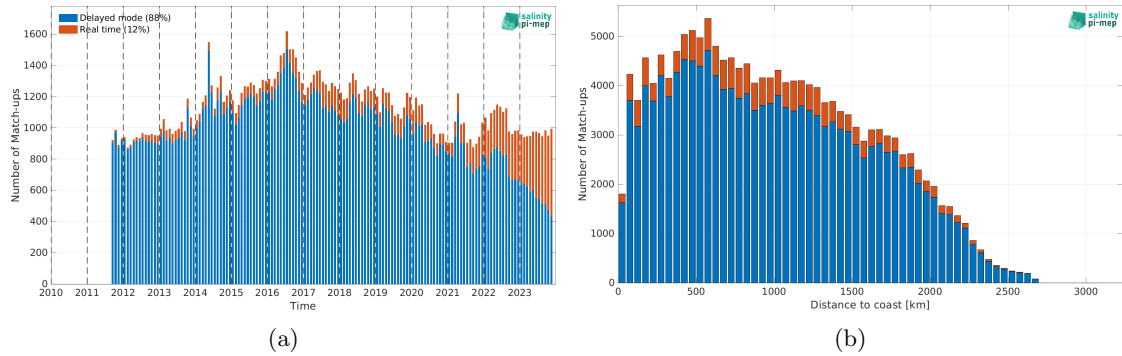 Delayed mode (88%)
Real time (12%)
salinity
pi-mep
Number of Match-ups
1600
1400
1200
1000
800
600
400
200
0
2010 2011 2012 2013 2014 2015 2016 2017 2018 2019 2020 2021 2022 2023
Time
(a)
salinity
pi-mep
Number of Match-ups
5000
4000
3000
2000
1000
0
0 500 1000 1500 2000 2500 3000
Distance to coast [km]
(b)